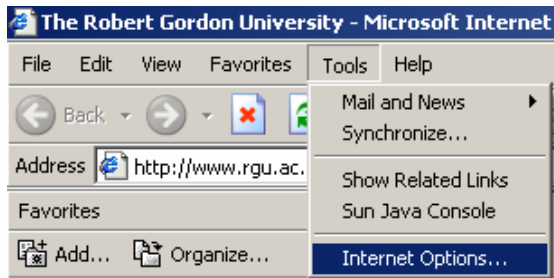 The Robert Gordon University - Microsoft Internet
File Edit View Favorites Tools Help
Back
Mail and News
Synchronize...
Address http://www.rgu.ac.
Show Related Links
Favorites
Sun Java Console
Add... Organize...
Internet Options...